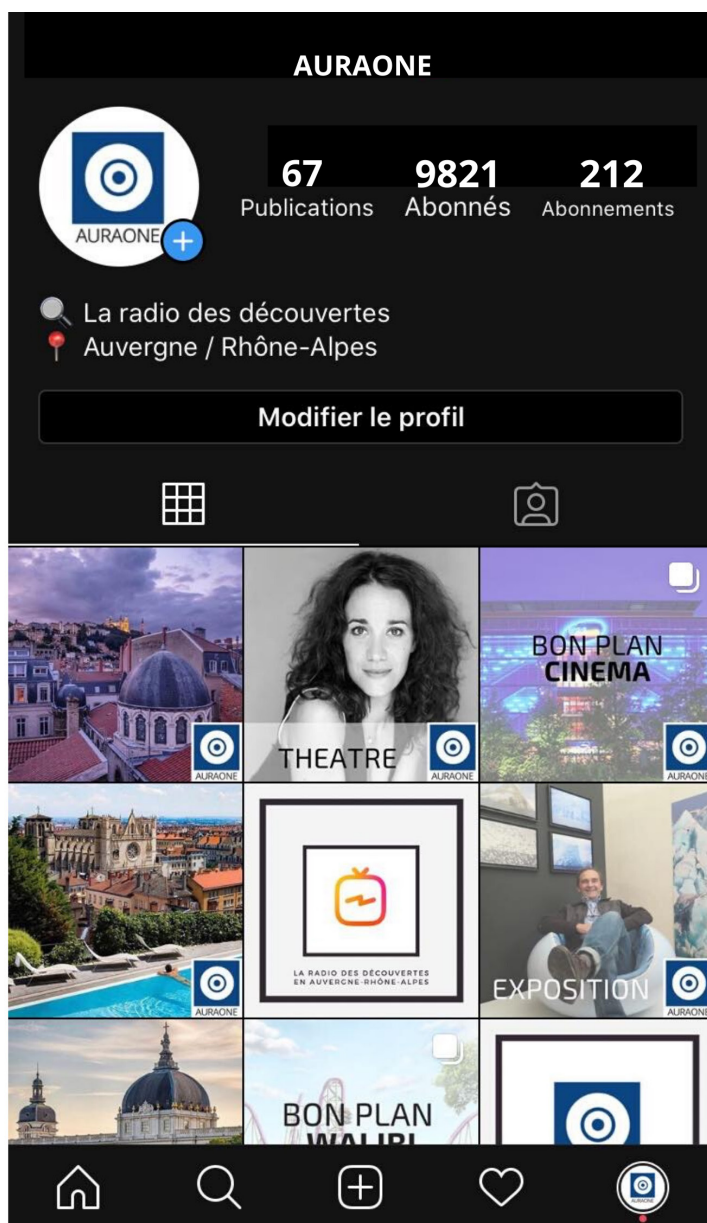 AURAONE
67 9821 212
Publications Abonnés Abonnements
AURAONE
La radio des découvertes
Auvergne / Rhône-Alpes
Modifier le profil
AURAONE
THEATRE
AURAONE
BON PLAN
CINEMA
AURAONE
AURAONE
LA RADIO DES DÉCOUVERTES
EN AUVERGNE-RHÔNE-ALPES
EXPOSITION
AURAONE
BON PLAN
WALIBI
AURAONE